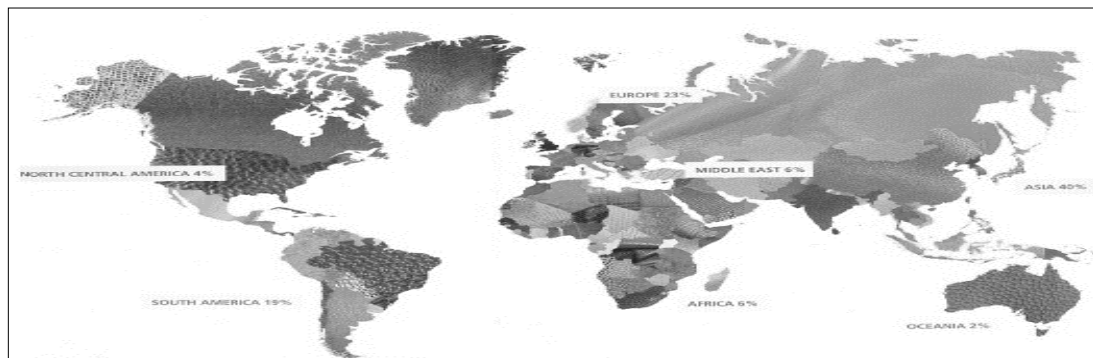 EUROPE 23%
NORTH CENTRAL AMERICA 4%
MIDDLE EAST 6%
ASIA 40%
SOUTH AMERICA 19%
AFRICA 6%
OCEANIA 2%